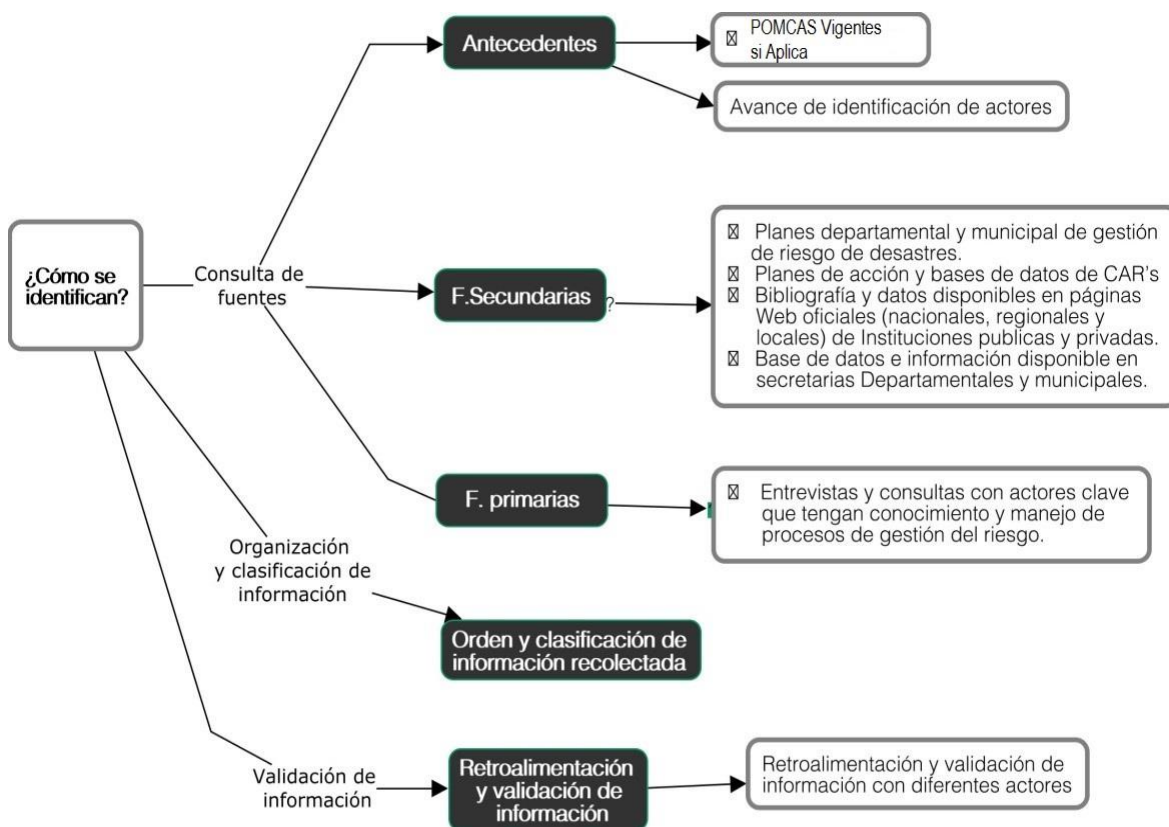 Antecedentes
POMCAS Vigentes
si Aplica
Avance de identificación de actores
¿Cómo se
identifican?
Consulta de
fuentes
F.Secundarias
?
Planes departamental y municipal de gestión
de riesgo de desastres.
Planes de acción y bases de datos de CAR's
Bibliografía y datos disponibles en páginas
Web oficiales (nacionales, regionales y
locales) de Instituciones publicas y privadas.
Base de datos e información disponible en
secretarias Departamentales y municipales.
F. primarias
Entrevistas y consultas con actores clave
que tengan conocimiento y manejo de
procesos de gestión del riesgo.
Organización
y clasificación de
información
Orden y clasificación de
información recolectada
Validación de
información
Retroalimentación
y validación de
información
Retroalimentación y validación de
información con diferentes actores